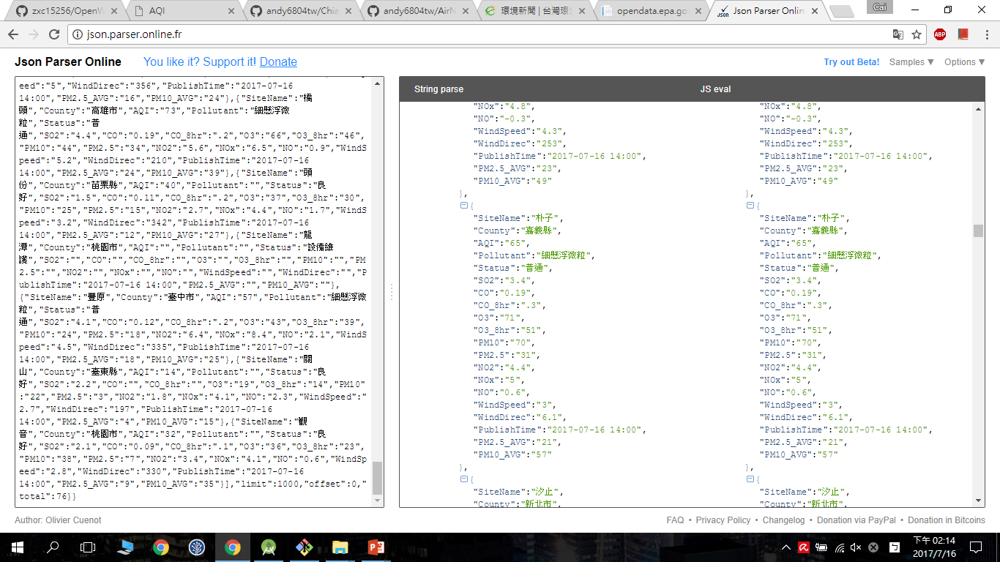 zxc15256/OpenW
AQI
andy6804tw/Chia
andy6804tw/AirN
環境新聞 | 台灣環
opendata.epa.go
Json Parser Onlin
Cai
json.parser.online.fr
Json Parser Online
You like it? Support it! Donate
Try out Beta!
Samples ▼
Options ▼
eed":"5","WindDirec":"356","PublishTime":"2017-07-16
14:00","PM2.5_AVG":"16","PM10_AVG":"24"},{"SiteName":"橋
頭","County":"高雄市","AQI":"73","Pollutant":"細懸浮微
粒","Status":"普
通","SO2":"4.4","CO":"0.19","CO_8hr":".2","O3":"66","O3_8hr":"46",
"PM10":"44","PM2.5":"34","NO2":"5.6","NOx":"6.5","NO":"0.9","WindS
peed":"5.2","WindDirec":"210","PublishTime":"2017-07-16
14:00","PM2.5_AVG":"24","PM10_AVG":"39"},{"SiteName":"頭
份","County":"苗栗縣","AQI":"40","Pollutant":"","Status":"良
好","SO2":"1.5","CO":"0.11","CO_8hr":".2","O3":"37","O3_8hr":"30",
"PM10":"25","PM2.5":"15","NO2":"2.7","NOx":"4.4","NO":"1.7","WindS
peed":"3.2","WindDirec":"342","PublishTime":"2017-07-16
14:00","PM2.5_AVG":"12","PM10_AVG":"27"},{"SiteName":"龍
潭","County":"桃園市","AQI":"","Pollutant":"","Status":"設備維
護","SO2":"","CO":"","CO_8hr":"","O3":"","O3_8hr":"","PM10":"","PM
2.5":"","NO2":"","NOx":"","NO":"","WindSpeed":"","WindDirec":"","P
ublishTime":"2017-07-16 14:00","PM2.5_AVG":"","PM10_AVG":""},
{"SiteName":"豐原","County":"臺中市","AQI":"57","Pollutant":"細懸浮微
粒","Status":"普
通","SO2":"4.1","CO":"0.12","CO_8hr":".2","O3":"43","O3_8hr":"39",
"PM10":"24","PM2.5":"18","NO2":"6.4","NOx":"8.4","NO":"2.1","WindS
peed":"4.5","WindDirec":"335","PublishTime":"2017-07-16
14:00","PM2.5_AVG":"18","PM10_AVG":"25"},{"SiteName":"關
山","County":"臺東縣","AQI":"14","Pollutant":"","Status":"良
好","SO2":"2.2","CO":"","CO_8hr":"","O3":"19","O3_8hr":"14","PM10"
:"22","PM2.5":"3","NO2":"1.8","NOx":"4.1","NO":"2.3","WindSpeed":"
2.7","WindDirec":"197","PublishTime":"2017-07-16
14:00","PM2.5_AVG":"4","PM10_AVG":"15"},{"SiteName":"觀
音","County":"桃園市","AQI":"32","Pollutant":"","Status":"良
好","SO2":"2.1","CO":"0.09","CO_8hr":".1","O3":"36","O3_8hr":"23",
"PM10":"38","PM2.5":"7","NO2":"3.4","NOx":"4.1","NO":"0.6","WindSp
eed":"2.8","WindDirec":"330","PublishTime":"2017-07-16
14:00","PM2.5_AVG":"9","PM10_AVG":"35"}],"limit":1000,"offset":0,"
total":76}}
String parse
"NOx":"4.8",
"NO":"-0.3",
"WindSpeed":"4.3",
"WindDirec":"253",
"PublishTime":"2017-07-16 14:00",
"PM2.5_AVG":"23",
"PM10_AVG":"49"
},
{
"SiteName":"朴子",
"County":"嘉義縣",
"AQI":"65",
"Pollutant":"細懸浮微粒",
"Status":"普通",
"SO2":"3.4",
"CO":"0.19",
"CO_8hr":".3",
"O3":"71",
"O3_8hr":"51",
"PM10":"70",
"PM2.5":"31",
"NO2":"4.4",
"NOx":"5",
"NO":"0.6",
"WindSpeed":"3",
"WindDirec":"6.1",
"PublishTime":"2017-07-16 14:00",
"PM2.5_AVG":"21",
"PM10_AVG":"57"
},
{
"SiteName":"汐止",
"County":"新北市",
JS eval
"NOx":"4.8",
"NO":"-0.3",
"WindSpeed":"4.3",
"WindDirec":"253",
"PublishTime":"2017-07-16 14:00",
"PM2.5_AVG":"23",
"PM10_AVG":"49"
},
{
"SiteName":"朴子",
"County":"嘉義縣",
"AQI":"65",
"Pollutant":"細懸浮微粒",
"Status":"普通",
"SO2":"3.4",
"CO":"0.19",
"CO_8hr":".3",
"O3":"71",
"O3_8hr":"51",
"PM10":"70",
"PM2.5":"31",
"NO2":"4.4",
"NOx":"5",
"NO":"0.6",
"WindSpeed":"3",
"WindDirec":"6.1",
"PublishTime":"2017-07-16 14:00",
"PM2.5_AVG":"21",
"PM10_AVG":"57"
},
{
"SiteName":"汐止",
"County":"新北市",
Author: Olivier Cuenot
FAQ • Privacy Policy • Changelog • Donation via PayPal • Donation in Bitcoins
下午 02:14
2017/7/16